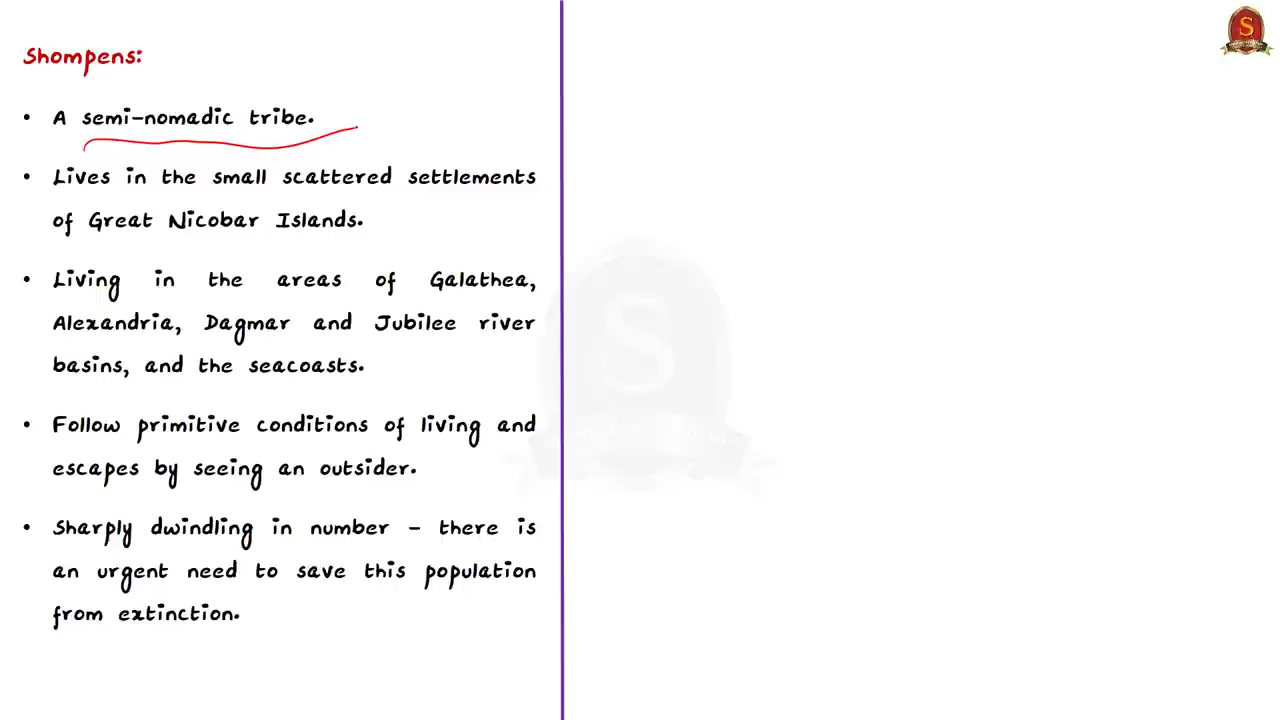 Shompens:
• A semi-nomadic tribe.
• Lives in the small scattered settlements
of Great Nicobar Islands.
• Living in the areas of Galathea,
Alexandria, Dagmar and Jubilee river
basins, and the seacoasts.
• Follow primitive conditions of living and
escapes by seeing an outsider.
• Sharply dwindling in number – there is
an urgent need to save this population
from extinction.
S
S